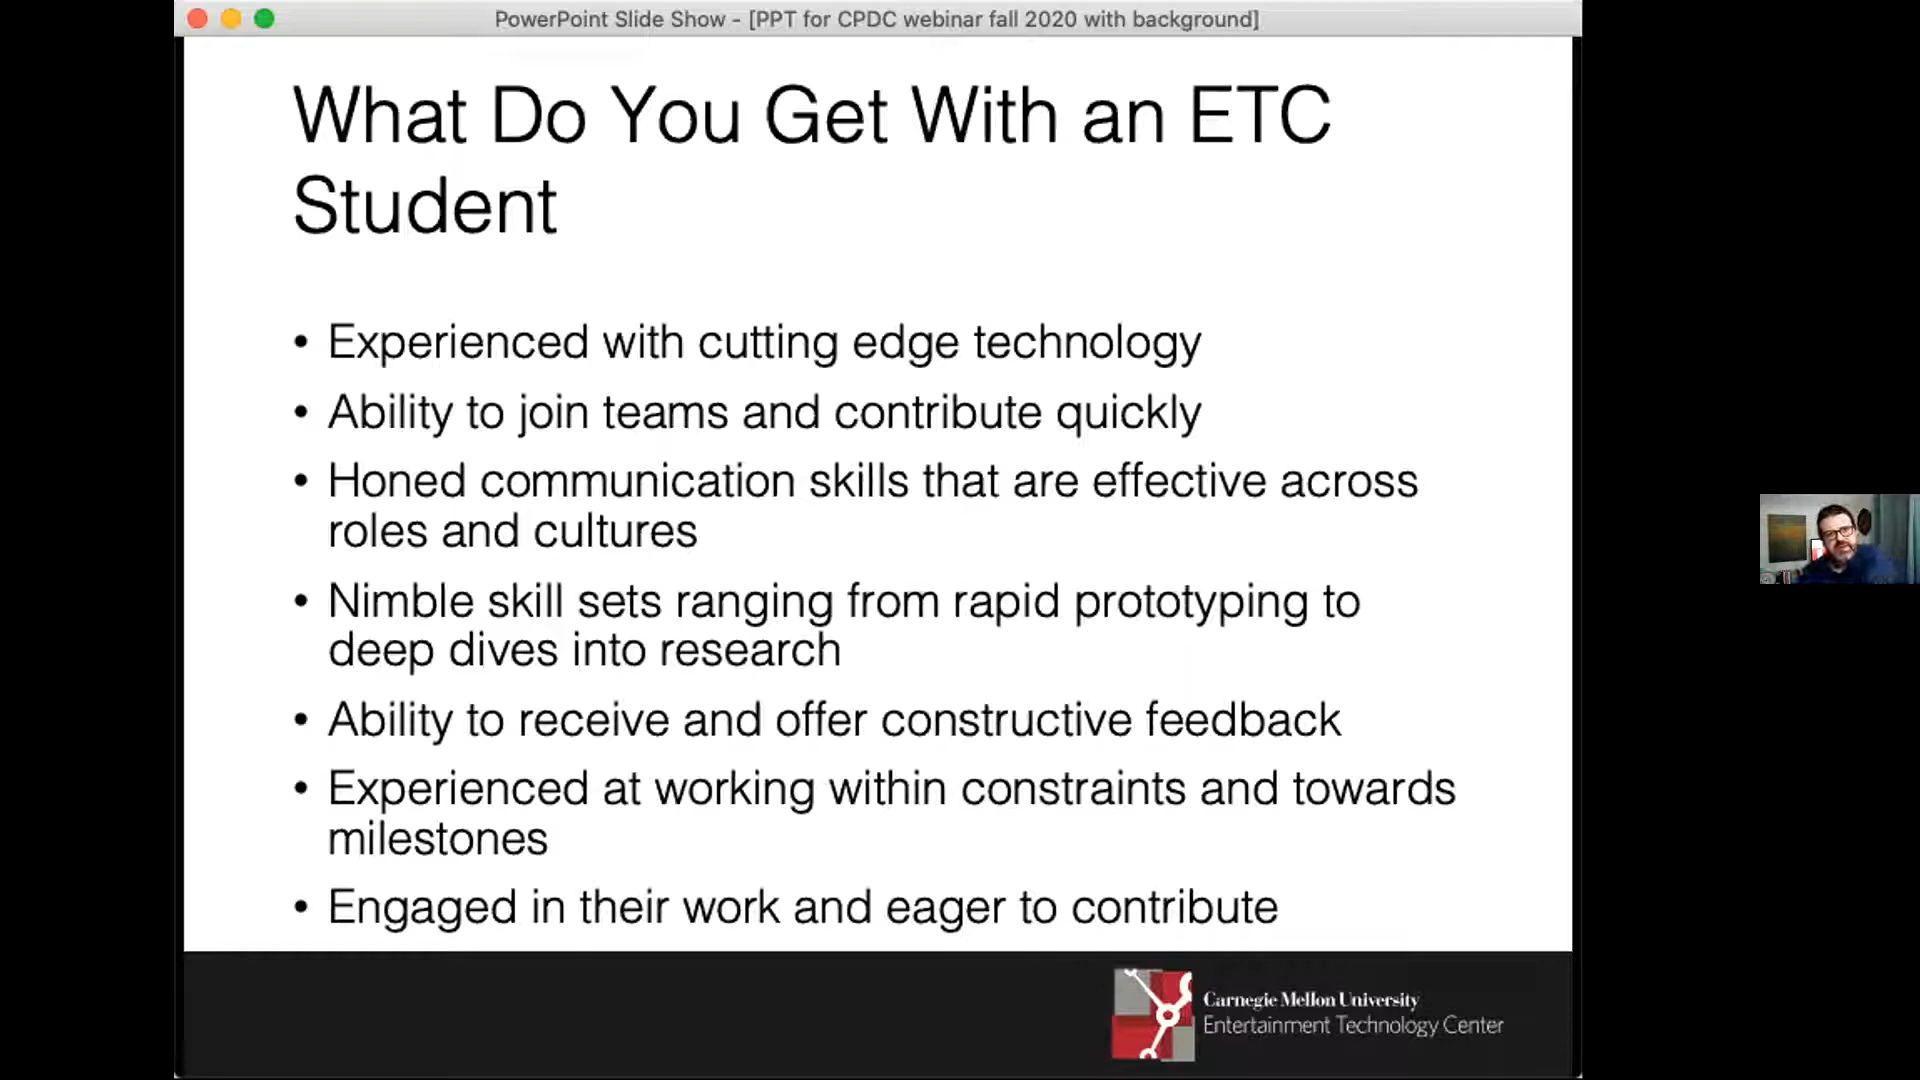 PowerPoint Slide Show - [PPT for CPDC webinar fall 2020 with background]
What Do You Get With an ETC
Student
• Experienced with cutting edge technology
• Ability to join teams and contribute quickly
• Honed communication skills that are effective across
roles and cultures
• Nimble skill sets ranging from rapid prototyping to
deep dives into research
• Ability to receive and offer constructive feedback
• Experienced at working within constraints and towards
milestones
• Engaged in their work and eager to contribute
Carnegie Mellon University
Entertainment Technology Center